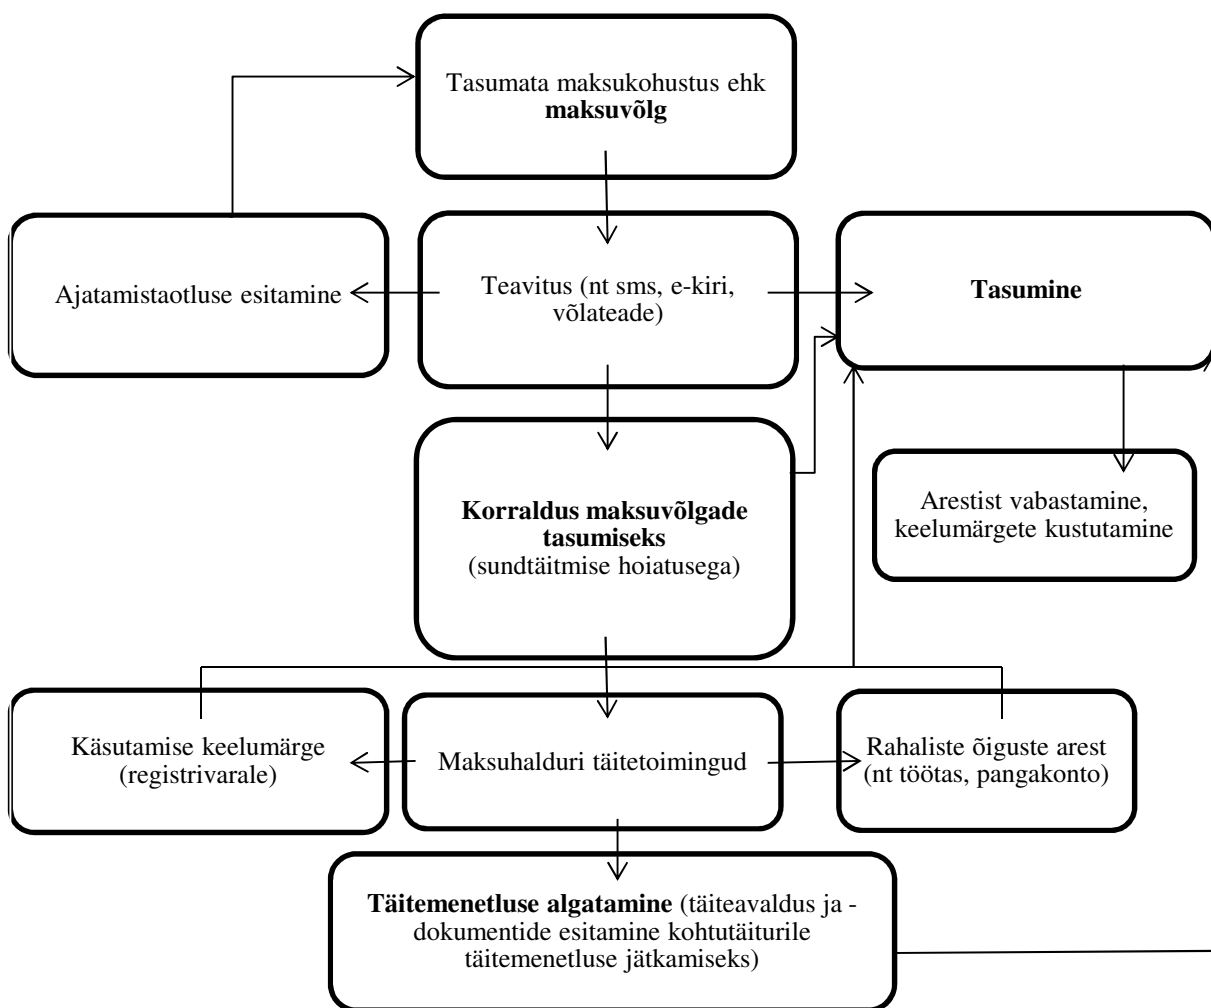 Tasumata maksukohustus ehk
maksuvõlg
Ajatamistaotluse esitamine
Teavitus (nt sms, e-kiri,
võlateade)
Tasumine
Korraldus maksuvõlgade
tasumiseks
(sundtäitmise hoiatusega)
Arestist vabastamine,
keelumärgete kustutamine
Käsutamise keelumärge
(registrivarale)
Maksuhalduri täitetoimingud
Rahaliste õiguste arest
(nt töötas, pangakonto)
Täitemenetluse algatamine (täiteavaldus ja -
dokumentide esitamine kohtutäiturile
täitemenetluse jätkamiseks)